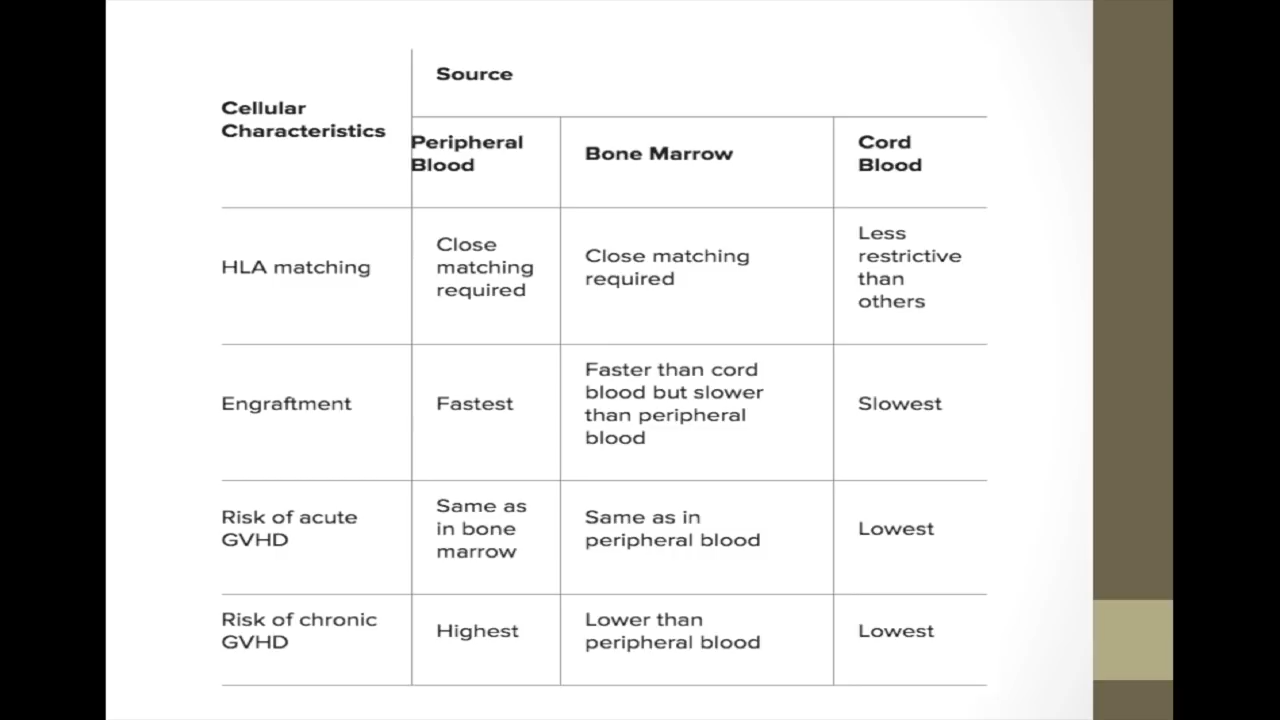 Source
Cellular
Characteristics
Peripheral
Blood
Bone Marrow
Cord
Blood
HLA matching
Close
matching
required
Close matching
required
Less
restrictive
than
others
Engraftment
Fastest
Faster than cord
blood but slower
than peripheral
blood
Slowest
Risk of acute
GVHD
Same as
in bone
marrow
Same as in
peripheral blood
Lowest
Risk of chronic
GVHD
Highest
Lower than
peripheral blood
Lowest